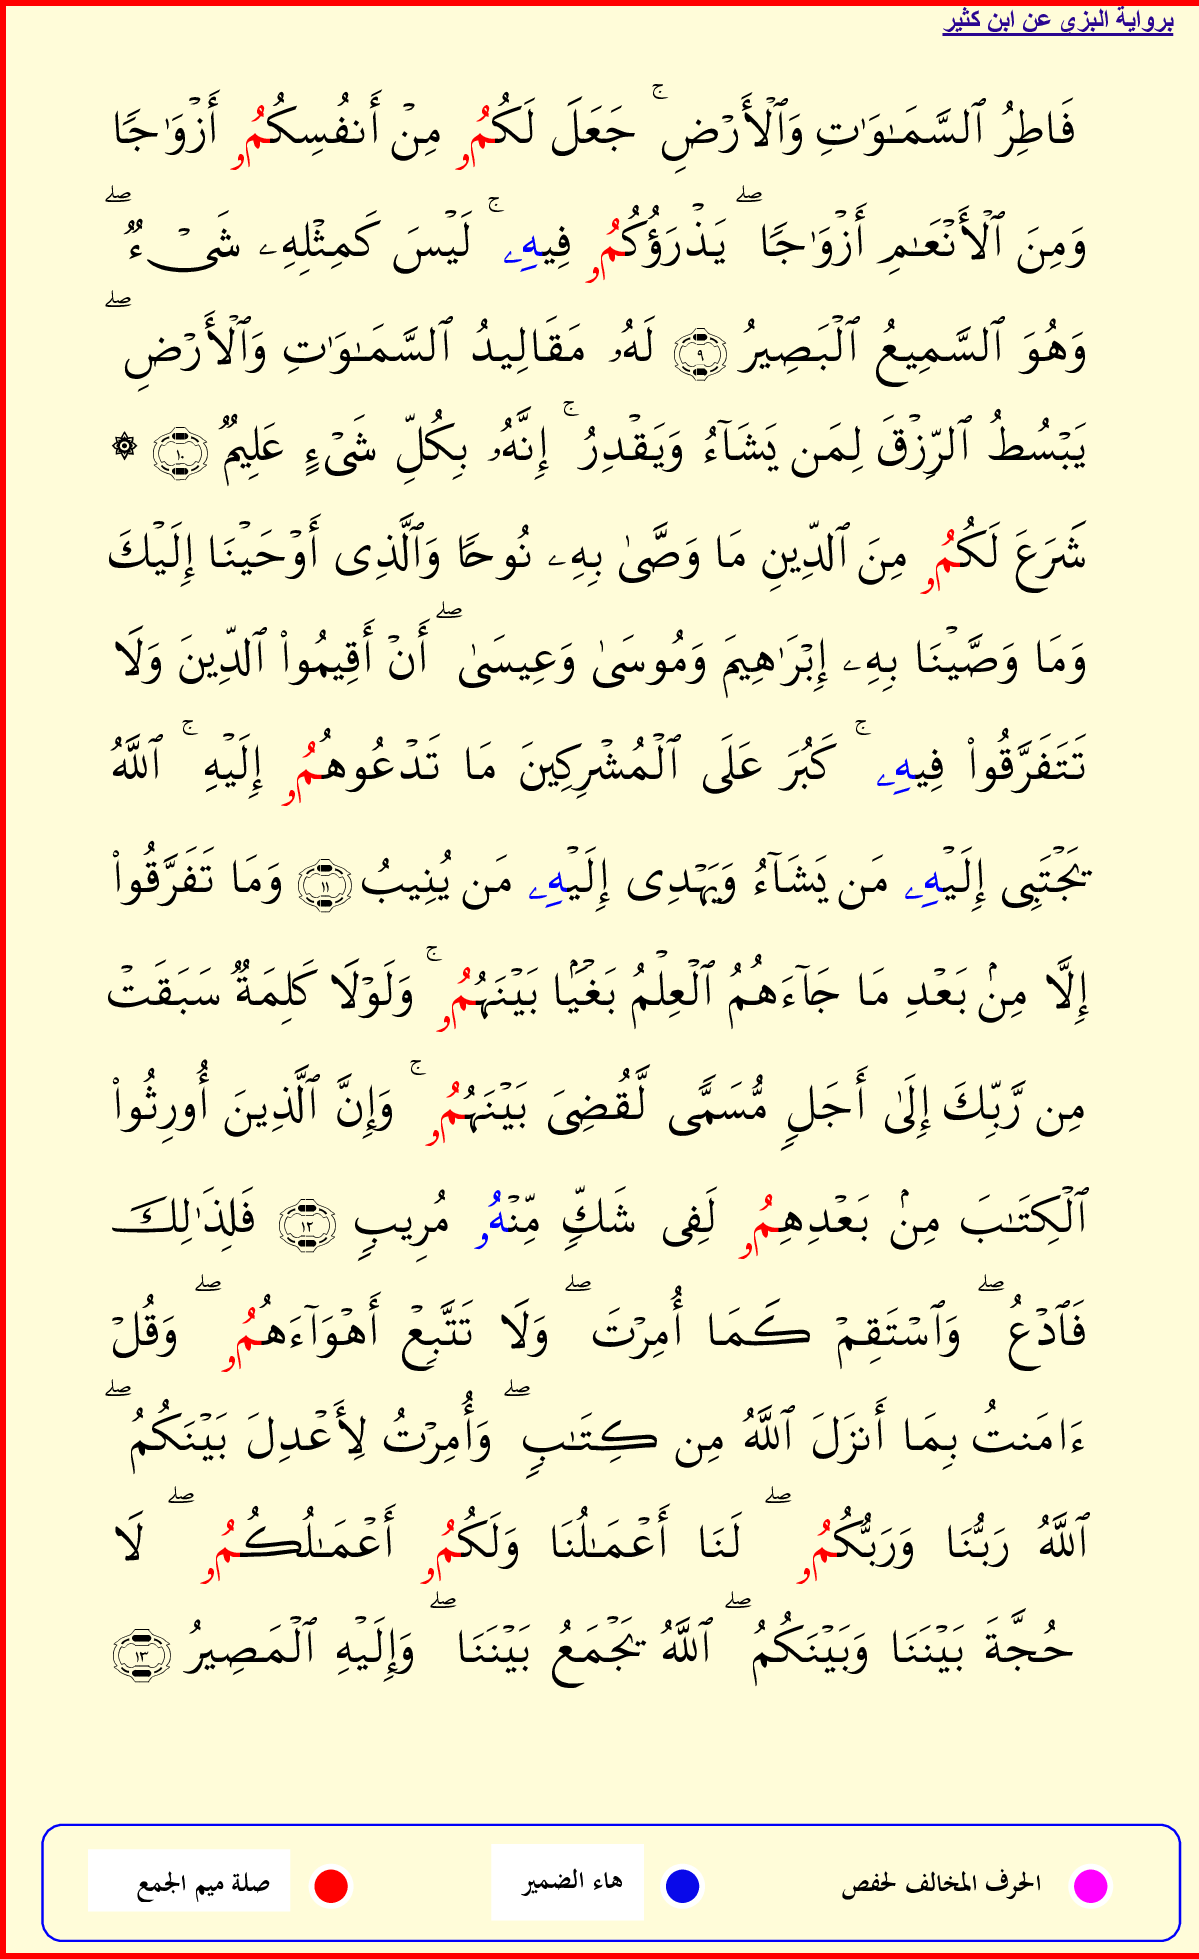 برواية البزي عن ابن كثير
فَاطِرُ ٱلسَّمَـٰوَٰتِ وَٱلۡأَرۡضِۚ جَعَلَ لَكُمُۥ مِنۡ أَنفُسِكُمُۥ أَزۡوَٰجًا
وَمِنَ ٱلۡأَنۡعَـٰمِ أَزۡوَٰجًاۖ يَذۡرَؤُكُمُۥ فِيهِۦۚ لَيۡسَ كَمِثۡلِهِۦ شَىۡءٌۖ
وَهُوَ ٱلسَّمِيعُ ٱلۡبَصِيرُ ٩ لَهُۥ مَقَالِيدُ ٱلسَّمَـٰوَٰتِ وَٱلۡأَرۡضِۖ
يَبۡسُطُ ٱلرِّزۡقَ لِمَن يَشَآءُ وَيَقۡدِرُۚ إِنَّهُۥ بِكُلِّ شَىۡءٍ عَلِيمٌ ١٠ ۞
شَرَعَ لَكُمُۥ مِنَ ٱلدِّينِ مَا وَصَّىٰ بِهِۦ نُوحًا وَٱلَّذِى أَوۡحَيۡنَا إِلَيۡكَ
وَمَا وَصَّيۡنَا بِهِۦ إِبۡرَٰهِيمَ وَمُوسَىٰ وَعِيسَىٰۖ أَنۡ أَقِيمُوا۟ ٱلدِّينَ وَلَا
تَتَفَرَّقُوا۟ فِيهِۦۚ كَبُرَ عَلَى ٱلۡمُشۡرِكِينَ مَا تَدۡعُوهُمُۥ إِلَيۡهِۚ ٱللَّهُ
يَجۡتَبِى إِلَيۡهِۦ مَن يَشَآءُ وَيَهۡدِى إِلَيۡهِۦ مَن يُنِيبُ ١١ وَمَا تَفَرَّقُوا۟
إِلَّا مِنۢ بَعۡدِ مَا جَآءَهُمُ ٱلۡعِلۡمُ بَغۡيَۢا بَيۡنَهُمُۥۚ وَلَوۡلَا كَلِمَةٌ سَبَقَتۡ
مِن رَّبِّكَ إِلَىٰ أَجَلٍ مُّسَمًّى لَّقُضِىَ بَيۡنَهُمُۥۚ وَإِنَّ ٱلَّذِينَ أُورِثُوا۟
ٱلۡكِتَـٰبَ مِنۢ بَعۡدِهِمُۥ لَفِى شَكٍّ مِّنۡهُۥ مُرِيبٍ ١٢ فَلِذَٰلِكَ
فَٱدۡعُۖ وَٱسۡتَقِمۡ كَمَا أُمِرۡتَۖ وَلَا تَتَّبِعۡ أَهۡوَآءَهُمُۥۖ وَقُلۡ
ءَامَنتُ بِمَا أَنزَلَ ٱللَّهُ مِن كِتَـٰبٍۖ وَأُمِرۡتُ لِأَعۡدِلَ بَيۡنَكُمُۖ
ٱللَّهُ رَبُّنَا وَرَبُّكُمُۥۖ لَنَا أَعۡمَـٰلُنَا وَلَكُمُۥ أَعۡمَـٰلُكُمُۥۖ لَا
حُجَّةَ بَيۡنَنَا وَبَيۡنَكُمُۖ ٱللَّهُ يَجۡمَعُ بَيۡنَنَاۖ وَإِلَيۡهِ ٱلۡمَصِيرُ ١٣
الحرف المخالف لحفص
هاء الضمير
صلة ميم الجمع